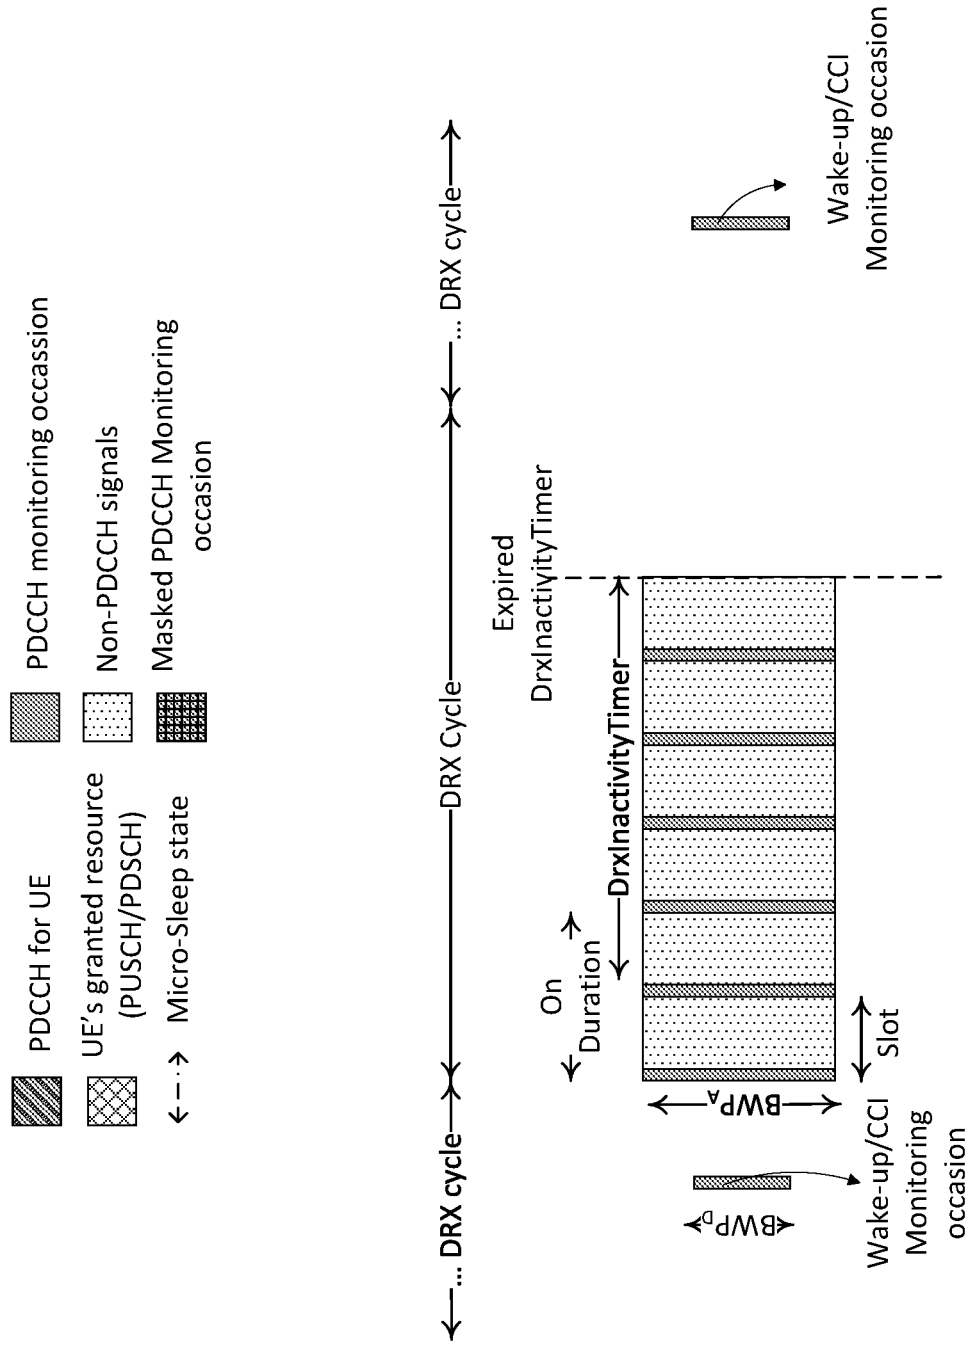 PDCCH for UE
UE's granted resource
(PUSCH/PDSCH)
Micro-Sleep state
PDCCH monitoring occassion
Non-PDCCH signals
Masked PDCCH Monitoring
occasion
... DRX cycle
DRX Cycle
... DRX cycle
Expired
DrxInactivityTimer
On
Duration
DrxInactivityTimer
BWPA
Slot
BWPD
Wake-up/CCI
Monitoring
occasion
Wake-up/CCI
Monitoring occasion